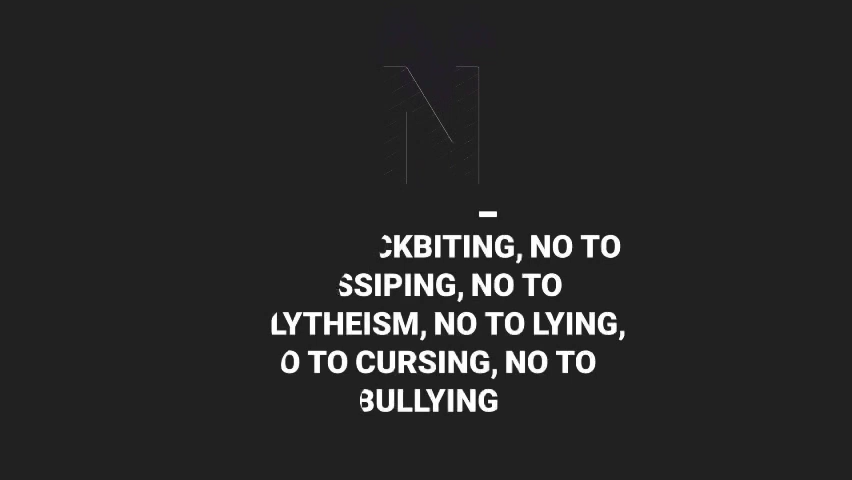 N
-
CKBITING, NO TO
SSIPING, NO TO
LYTHEISM, NO TO LYING,
O TO CURSING, NO TO
BULLYING